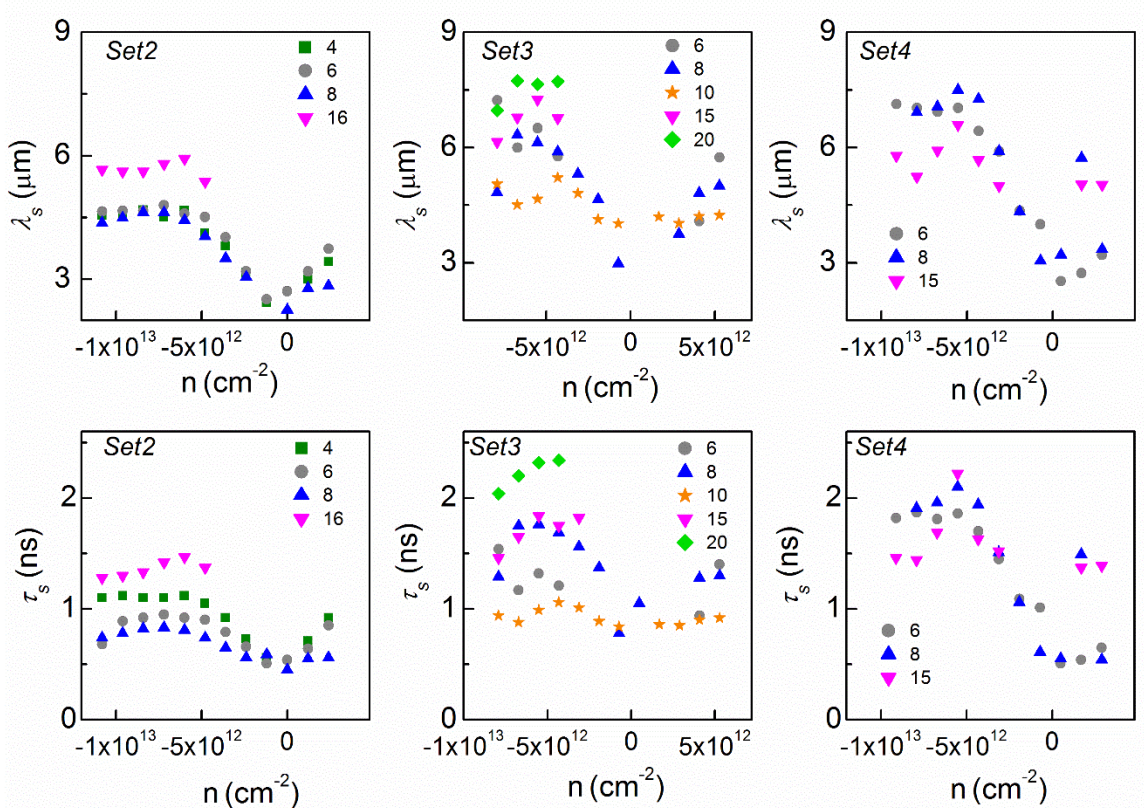 9
6
3
λs (μm)
Set2
4
6
8
16
-1x10^13
-5x10^12
0
n (cm^-2)
9
6
3
λs (μm)
Set3
6
8
10
15
20
-5x10^12
0
5x10^12
n (cm^-2)
9
6
3
λs (μm)
Set4
6
8
15
-1x10^13
-5x10^12
0
n (cm^-2)
2
1
0
τs (ns)
Set2
4
6
8
16
-1x10^13
-5x10^12
0
n (cm^-2)
2
1
0
τs (ns)
Set3
6
8
10
15
20
-1x10^13
-5x10^12
0
5x10^12
n (cm^-2)
2
1
0
τs (ns)
Set4
6
8
15
-1x10^13
-5x10^12
0
n (cm^-2)